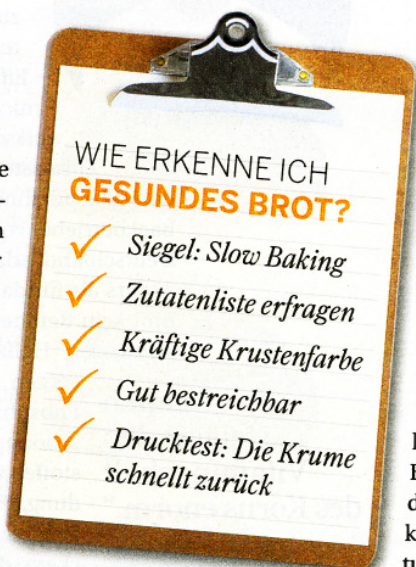 WIE ERKENNE ICH
GESUNDES BROT?
Siegel: Slow Baking
Zutatenliste erfragen
Kräftige Krustenfarbe
Gut bestreichbar
Drucktest: Die Krume
schnellt zurück